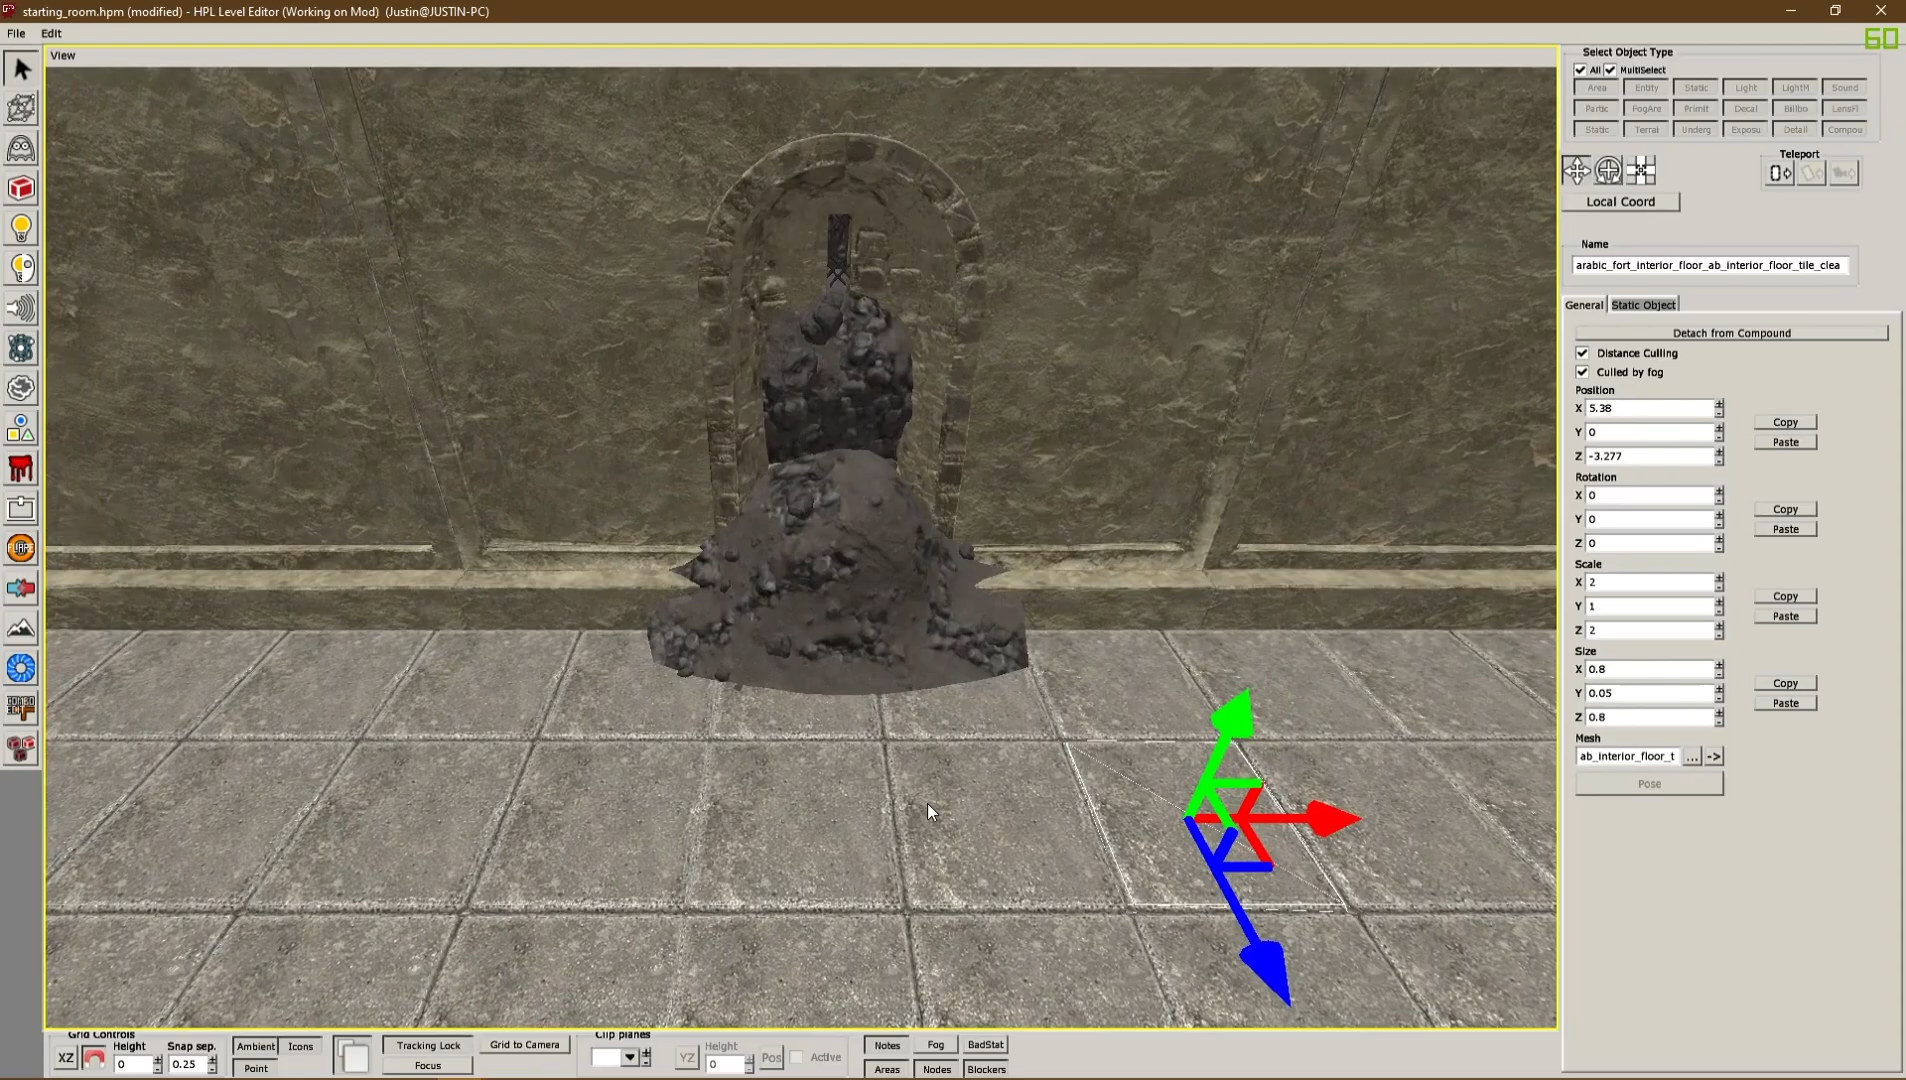 starting_room.hpm (modified) - HPL Level Editor (Working on Mod)  (Justin@JUSTIN-PC)
File Edit
60
View
Select Object Type
All MultiSelect
Area Entity Static Light LightM Sound
Partic FogAre Primit Decal Billbo LensFl
Static Terrai Underg Exposu Detail Compou
Teleport
Local Coord
Name
arabic_fort_interior_floor_ab_interior_floor_tile_clea
General Static Object
Detach from Compound
Distance Culling
Culled by fog
Position
X 5.38
Copy
Y 0
Paste
Z -3.277
Rotation
X 0
Copy
Y 0
Paste
Z 0
Scale
X 2
Copy
Y 1
Paste
Z 2
Size
X 0.8
Copy
Y 0.05
Paste
Z 0.8
Mesh
ab_interior_floor_t ... ->
Pose
Grid Controls
XZ
Height
0
Snap sep.
0.25
Ambient Icons
Point
Tracking Lock
Focus
Grid to Camera
Clip planes
YZ
Height
0
Pos
Active
Notes Fog BadStat
Areas Nodes Blockers